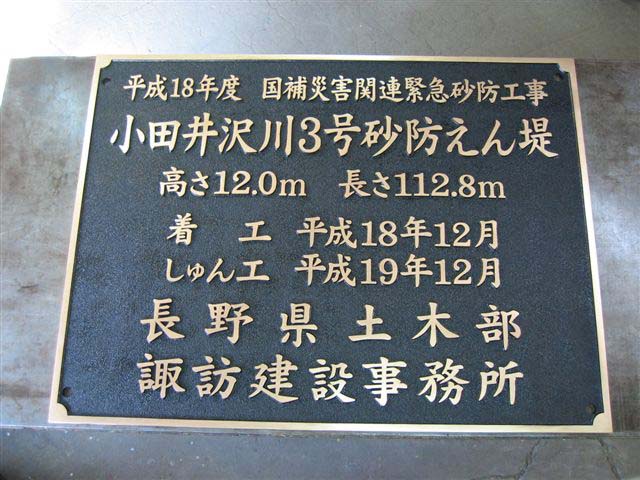 平成18年度 国補災害関連緊急砂防工事
小田井沢川3号砂防えん堤
高さ12.0m 長さ112.8m
着 工 平成18年12月
しゅん工 平成19年12月
長野県土木部
諏訪建設事務所